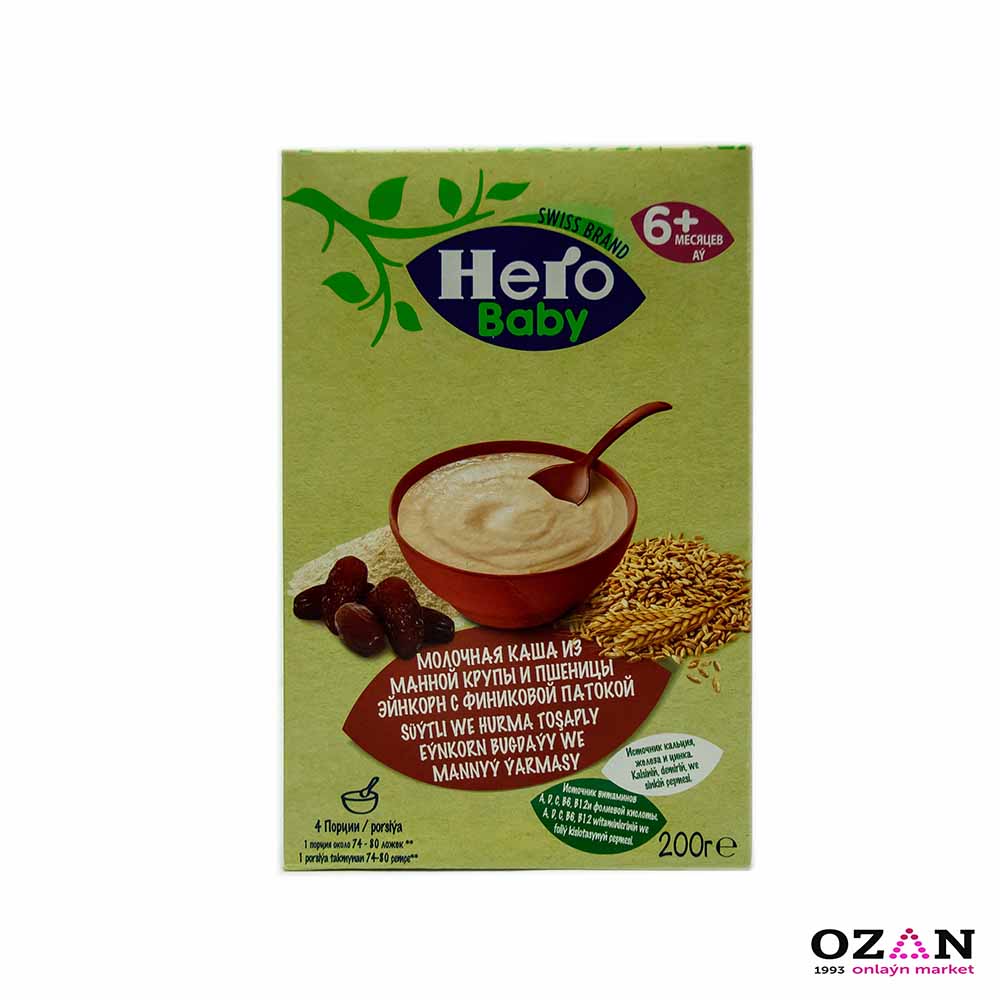 SWISS BRAND
Hero
Baby
6+
МЕСЯЦЕВ
AÝ
МОЛОЧНАЯ КАША ИЗ
МАННОЙ КРУПЫ И ПШЕНИЦЫ
ЭЙНКОРН С ФИНИКОВОЙ ПАТОКОЙ
SÜÝTLI WE HURMA TOŞAPLY
EÝNKORN BUGDAÝY WE
MANNYÝ ÝARMASY
Источник кальция,
железа и цинка.
Kalsiniň, demiriň, we
sinkiň çeşmesi.
Источник витаминов
A, D, C, B6, B12и фолиевой кислоты.
A, D, C, B6, B12 witaminleriniň we
foliý kislotasynyň çeşmesi.
4 Порции / porsiýa
1 порция около 74 - 80 ложек **
1 porsiýa talomynan 74-80 çemçe**
200г e
OZAN
1993 onlaýn market